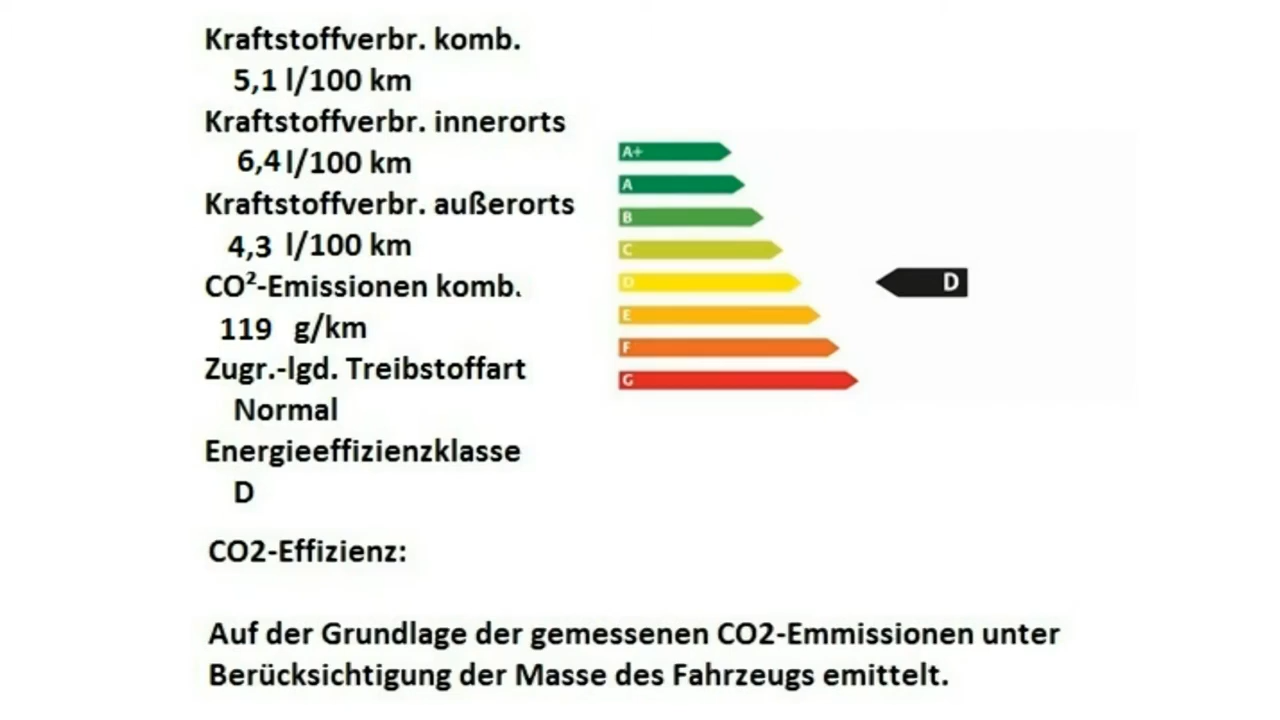 Kraftstoffverbr. komb.
5,1 l/100 km
Kraftstoffverbr. innerorts
6,4 l/100 km
Kraftstoffverbr. außerorts
4,3 l/100 km
CO²-Emissionen komb.
119 g/km
Zugr.-lgd. Treibstoffart
Normal
Energieeffizienzklasse
D
A+
A
B
C
D
D
E
F
G
CO2-Effizienz:
Auf der Grundlage der gemessenen CO2-Emmissionen unter
Berücksichtigung der Masse des Fahrzeugs emittelt.